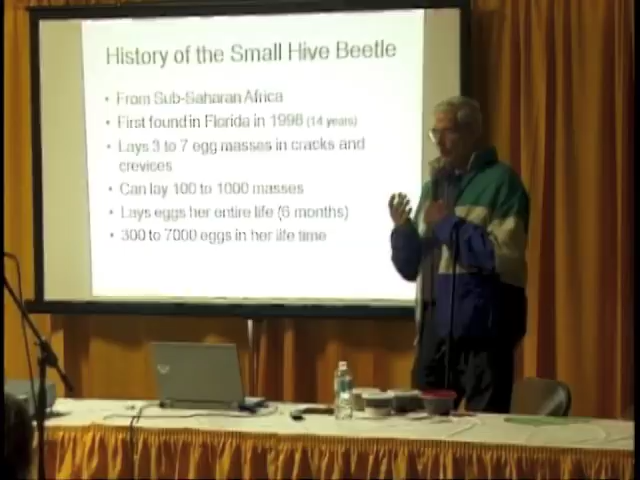 History of the Small Hive Beetle
• From Sub-Saharan Africa
• First found in Florida in 1998 (14 years)
• Lays 3 to 7 egg masses in cracks and
crevices
• Can lay 100 to 1000 masses
• Lays eggs her entire life (6 months)
• 300 to 7000 eggs in her life time